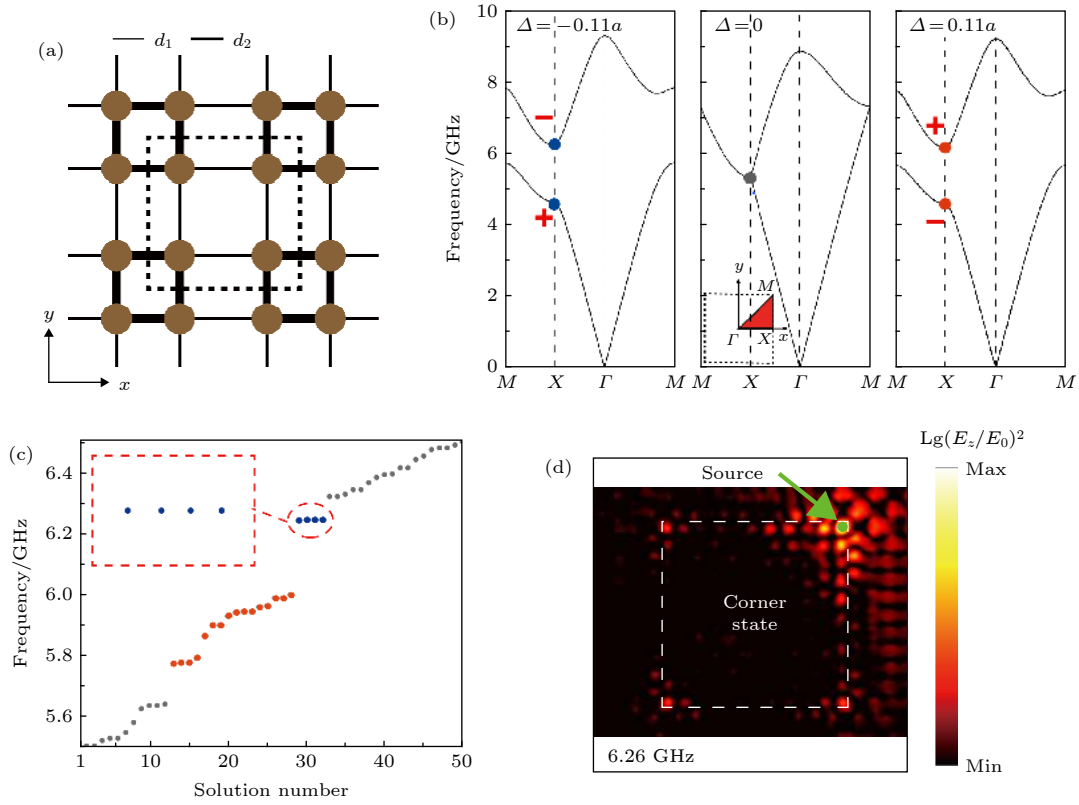 (a)
d₁ d₂
y
x
(b)
Frequency/GHz
10
8
6
4
2
0
Δ=−0.11a
−
+
M X Γ M
Δ=0
y
M
Γ X x
M X Γ M
Δ=0.11a
+
−
M X Γ M
(c)
Frequency/GHz
6.4
6.2
6.0
5.8
5.6
1 10 20 30 40 50
Solution number
(d)
Source
Corner
state
6.26 GHz
Lg(E_z/E₀)²
Max
Min